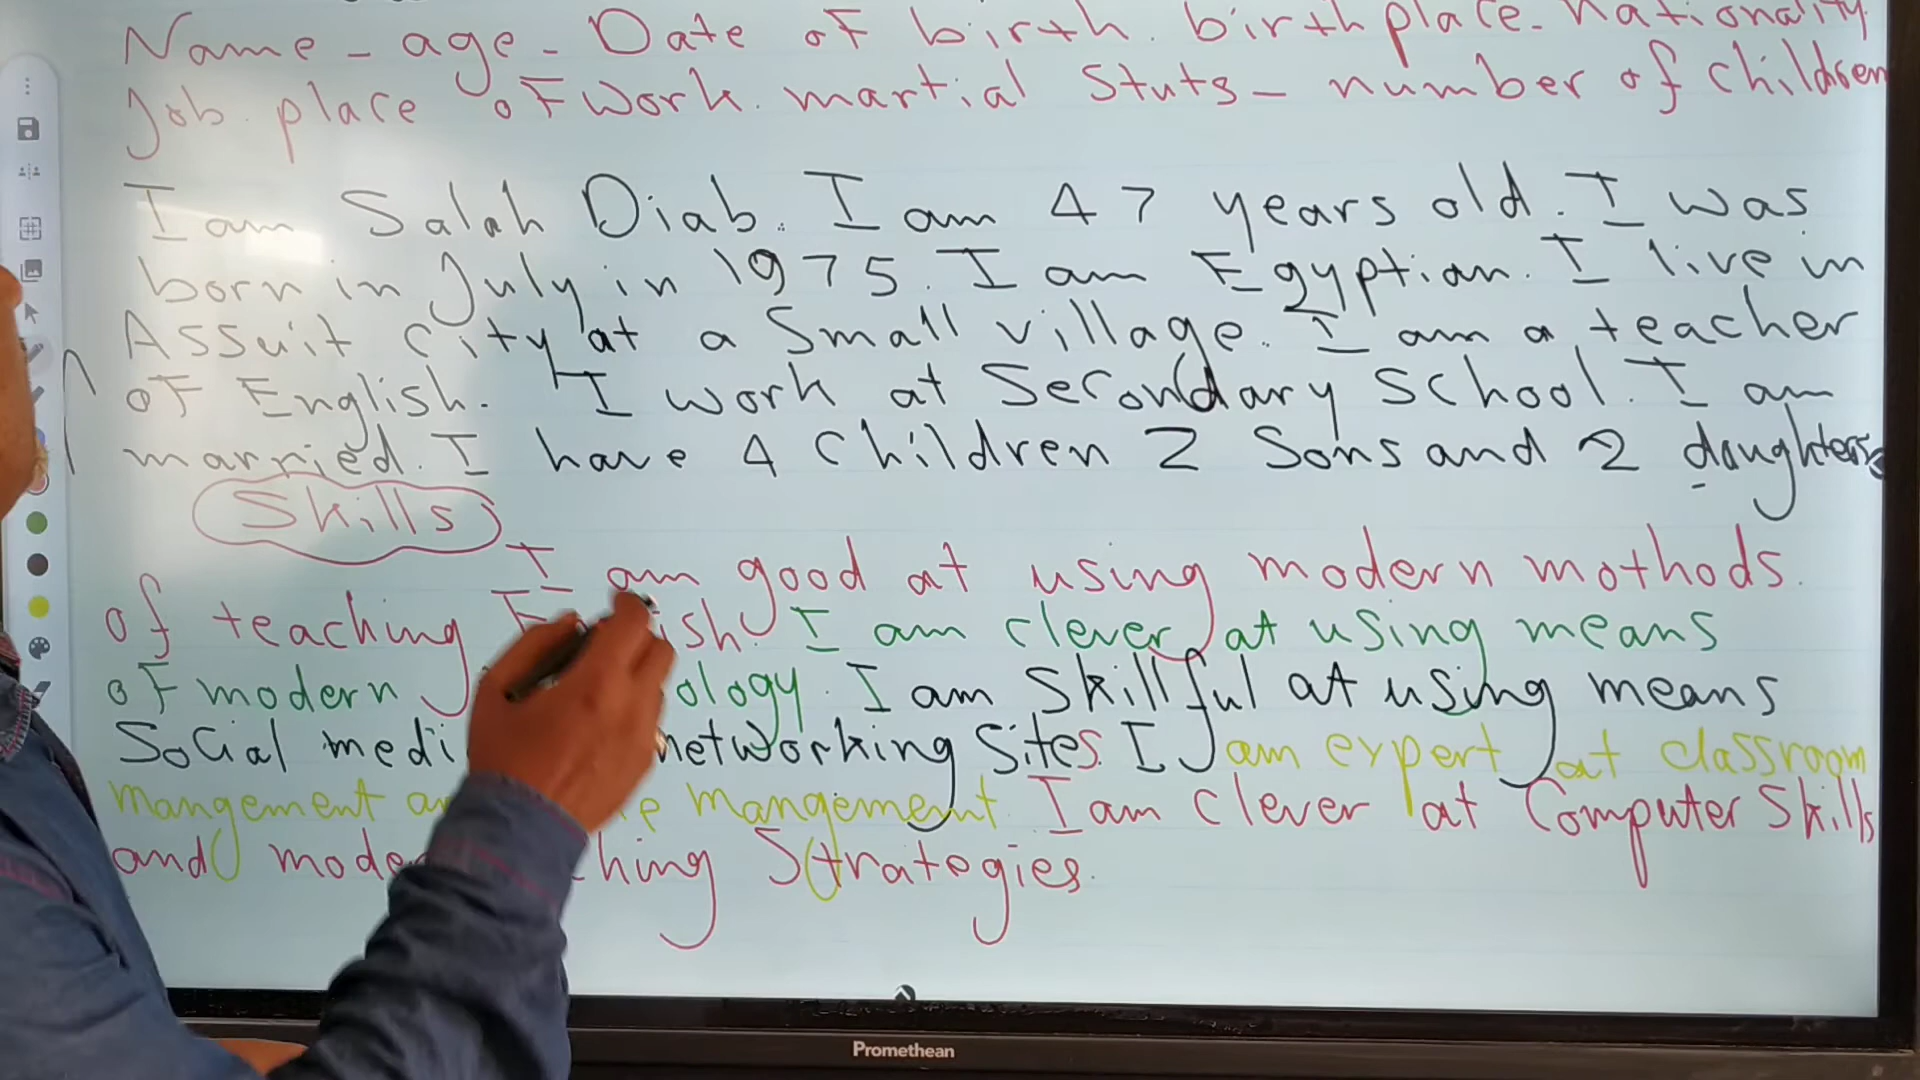 Name - age - Date of birth. birth place - nationality
Job. place of work. martial stuts - number of children
I am Salah Diab. I am 47 years old. I was
born in July in 1975. I am Egyptian. I live in
Assuit city at a small village. I am a teacher
of English. I work at Secondary School. I am
married. I have 4 children 2 Sons and 2 daughters
Skills
I am good at using modern mothods
of teaching ish. I am clever at using means
of modern ology. I am Skillful at using means
Social medi networking Sites. I am expert at classroom
mangement a e mangement. I am clever at Computer Skills
and mode ching Strategies.
Promethean